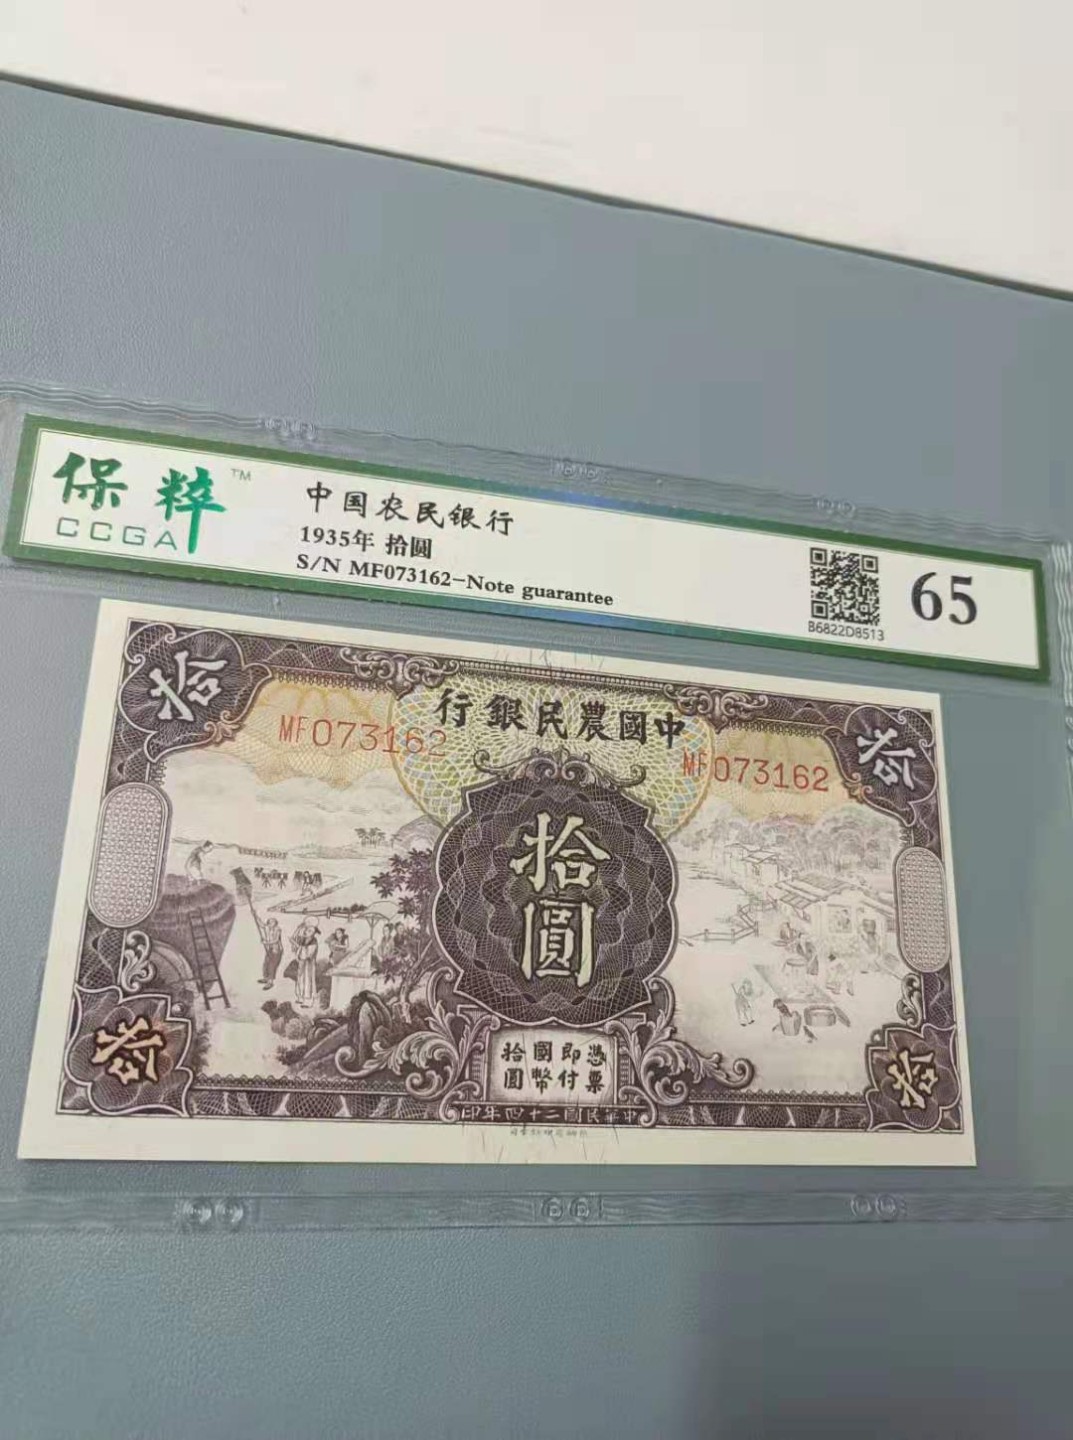 保粹™
CCGA
中国农民银行
1935年 拾圆
S/N MF073162-Note guarantee
B6822D8513
65
拾
拾
行銀民農國中
MF073162
MF073162
拾
圓
拾 國 即 憑
圓 幣 付 票
拾
拾
印年四十二國民華中